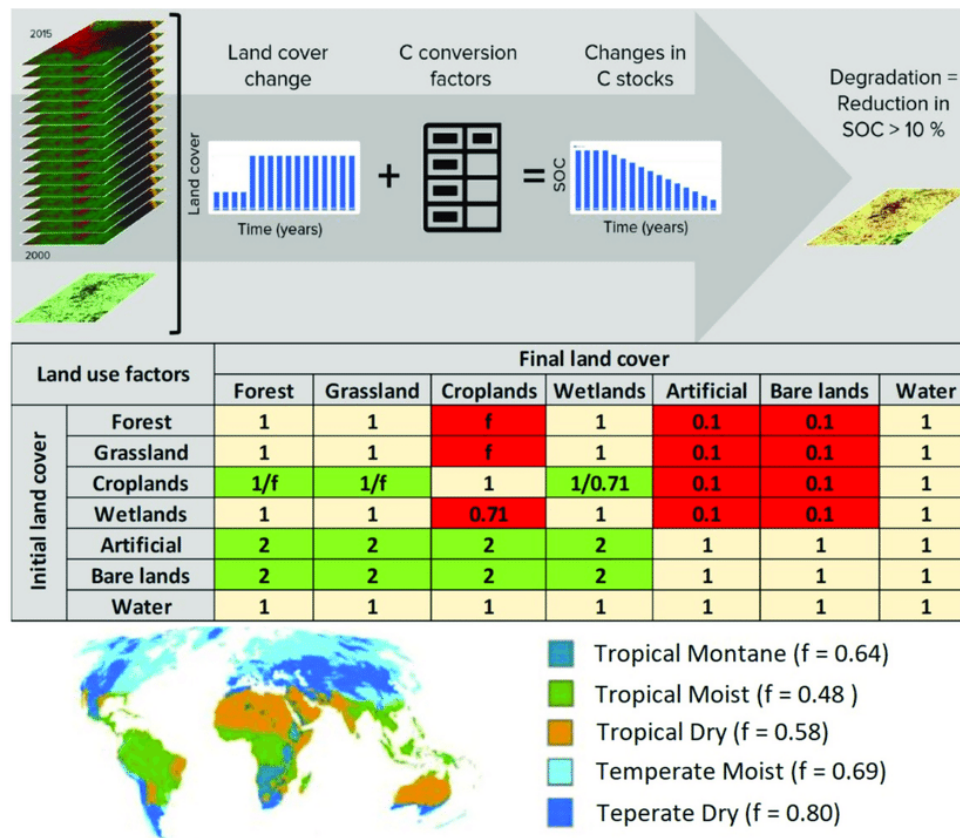 2015
Land cover
change
C conversion
factors
Changes in
C stocks
Degradation =
Reduction in
SOC > 10 %
Land cover
+
=
SOC
Time (years)
Time (years)
2000
Land use factors
Final land cover
Forest Grassland Croplands Wetlands Artificial Bare lands Water
Initial land cover
Forest 1 1 f 1 0.1 0.1 1
Grassland 1 1 f 1 0.1 0.1 1
Croplands 1/f 1/f 1 1/0.71 0.1 0.1 1
Wetlands 1 1 0.71 1 0.1 0.1 1
Artificial 2 2 2 2 1 1 1
Bare lands 2 2 2 2 1 1 1
Water 1 1 1 1 1 1 1
Tropical Montane (f = 0.64)
Tropical Moist (f = 0.48 )
Tropical Dry (f = 0.58)
Temperate Moist (f = 0.69)
Teperate Dry (f = 0.80)